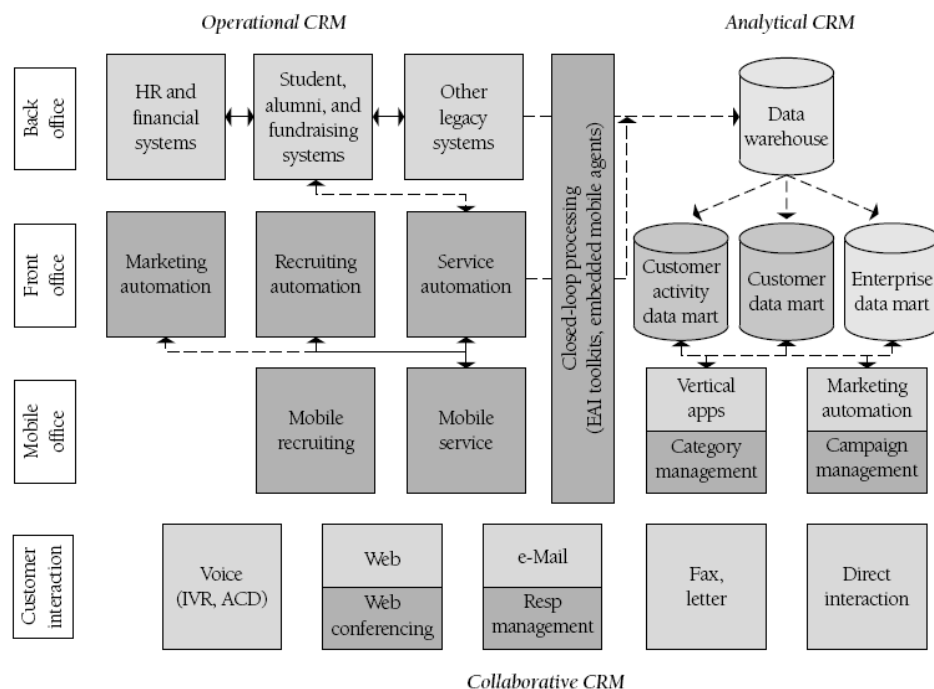 Operational CRM
Analytical CRM
Back
office
HR and
financial
systems
Student,
alumni, and
fundraising
systems
Other
legacy
systems
Data
warehouse
Closed-loop processing
(EAI toolkits, embedded mobile agents)
Front
office
Marketing
automation
Recruiting
automation
Service
automation
Customer
activity
data mart
Customer
data mart
Enterprise
data mart
Mobile
office
Mobile
recruiting
Mobile
service
Vertical
apps
Category
management
Marketing
automation
Campaign
management
Customer
interaction
Voice
(IVR, ACD)
Web
Web
conferencing
e-Mail
Resp
management
Fax,
letter
Direct
interaction
Collaborative CRM